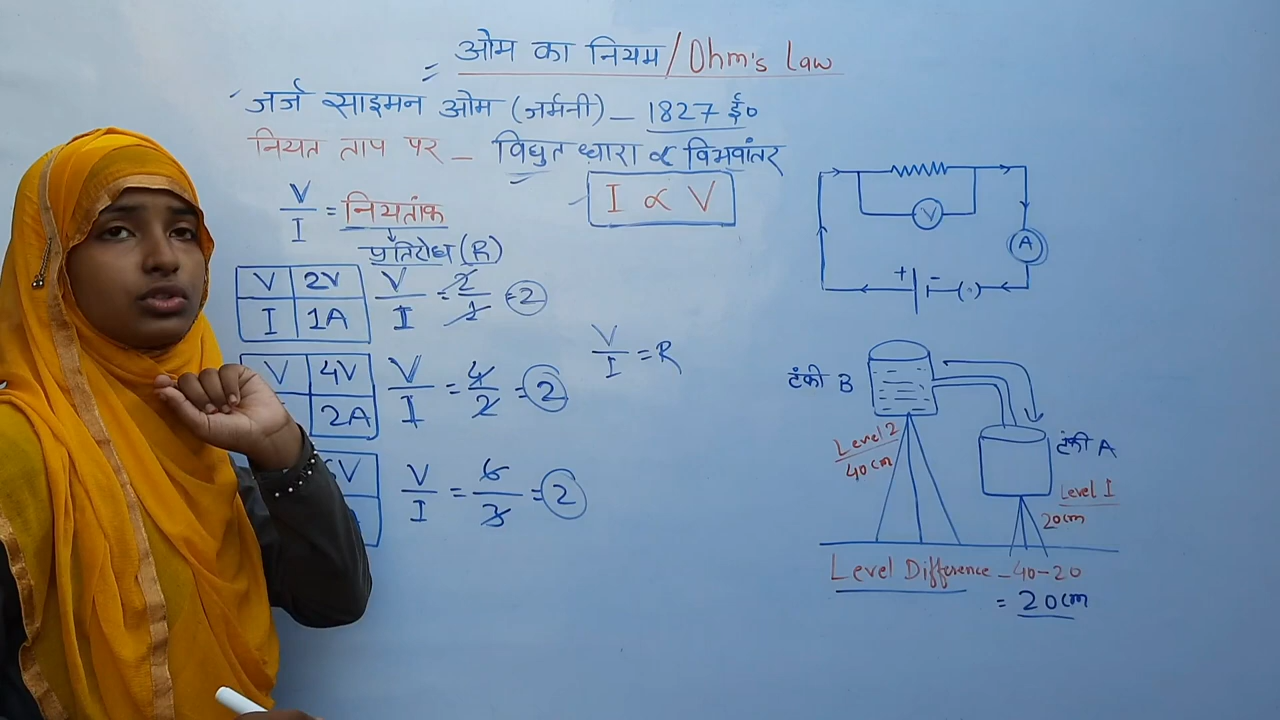 ओम का नियम/Ohm's Law
जर्ज साइमन ओम (जर्मनी) _ 1827 ई०
नियत ताप पर _ विद्युत धारा ∝ विभवांतर
V/I = नियतांक
I ∝ V
प्रतिरोध (R)
V 2V
I 1A
V/I = 2/1 = 2
V 4V
2A
V/I = 4/2 = 2
V/I = R
V
V/I = 6/3 = 2
V
A
+ -
टंकी B
Level 2
40cm
टंकी A
Level I
20cm
Level Difference - 40-20
= 20cm